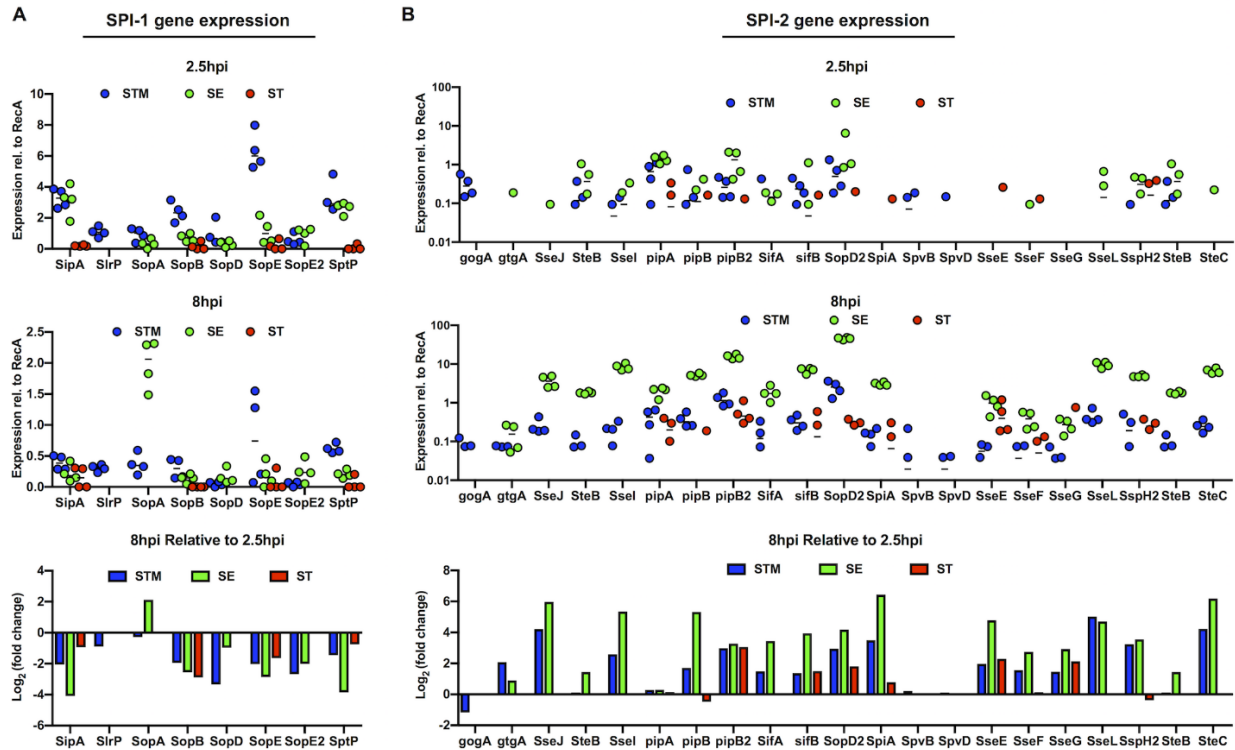 A
SPI-1 gene expression
2.5hpi
STM SE ST
Expression rel. to RecA
10
8
6
4
2
0
SipA SlrP SopA SopB SopD SopE SopE2 SptP
8hpi
STM SE ST
Expression rel. to RecA
2.5
2.0
1.5
1.0
0.5
0.0
SipA SlrP SopA SopB SopD SopE SopE2 SptP
8hpi Relative to 2.5hpi
STM SE ST
Log2 (fold change)
4
2
0
-2
-4
-6
SipA SlrP SopA SopB SopD SopE SopE2 SptP
B
SPI-2 gene expression
2.5hpi
STM SE ST
Expression rel. to RecA
100
10
1
0.1
0.01
gogA gtgA SseJ SteB SseI pipA pipB pipB2 SifA sifB SopD2 SpiA SpvB SpvD SseE SseF SseG SseL SspH2 SteB SteC
8hpi
STM SE ST
Expression rel. to RecA
100
10
1
0.1
0.01
gogA gtgA SseJ SteB SseI pipA pipB pipB2 SifA sifB SopD2 SpiA SpvB SpvD SseE SseF SseG SseL SspH2 SteB SteC
8hpi Relative to 2.5hpi
STM SE ST
Log2 (fold change)
8
6
4
2
0
-2
gogA gtgA SseJ SteB SseI pipA pipB pipB2 SifA sifB SopD2 SpiA SpvB SpvD SseE SseF SseG SseL SspH2 SteB SteC